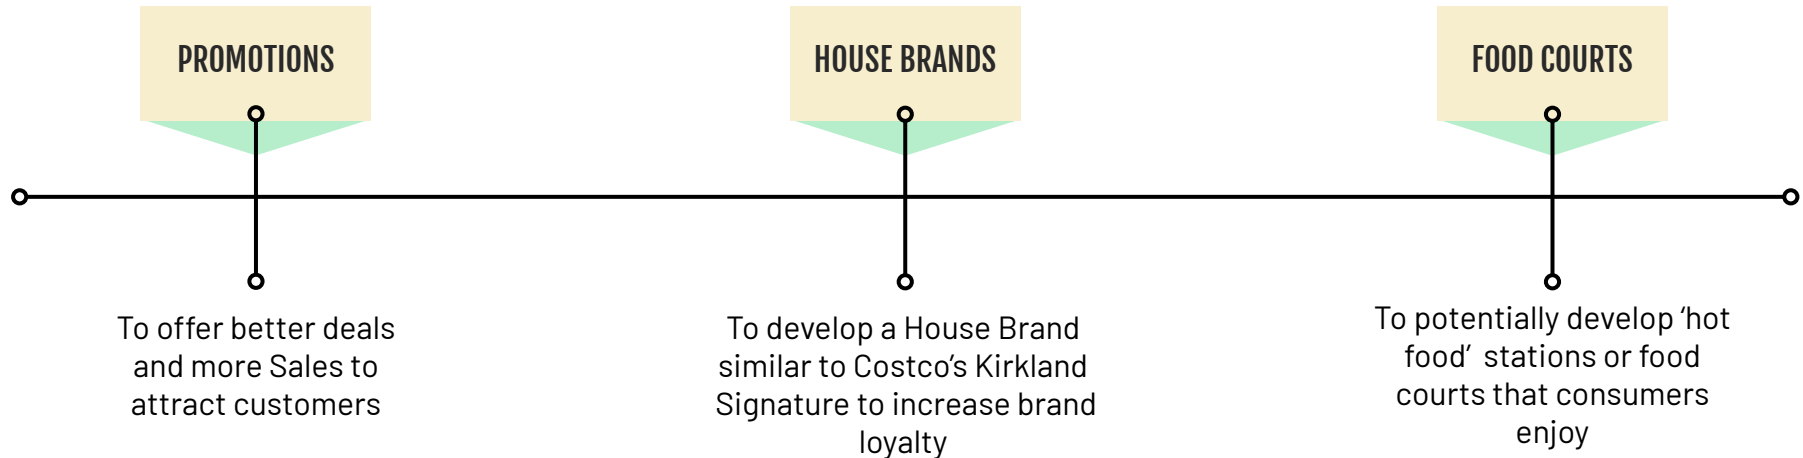 PROMOTIONS
To offer better deals
and more Sales to
attract customers
HOUSE BRANDS
To develop a House Brand
similar to Costco’s Kirkland
Signature to increase brand
loyalty
FOOD COURTS
To potentially develop ‘hot
food’  stations or food
courts that consumers
enjoy